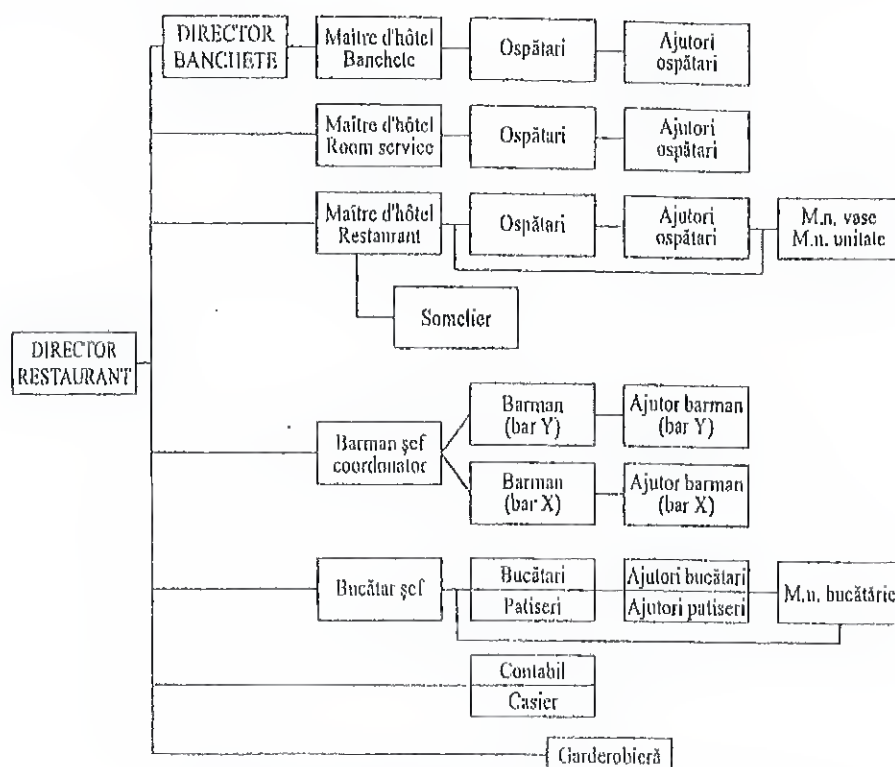 DIRECTOR
BANCHETE
Maître d'hôtel
Banchete
Ospătari
Ajutori
ospătari
Maître d'hôtel
Room service
Ospătari
Ajutori
ospătari
Maître d'hôtel
Restaurant
Ospătari
Ajutori
ospătari
M.n. vase
M.n. unitate
Somelier
DIRECTOR
RESTAURANT
Barman șef
coordonator
Barman
(bar Y)
Ajutor barman
(bar Y)
Barman
(bar X)
Ajutor barman
(bar X)
Bucătar șef
Bucătari
Patiseri
Ajutori bucătari
Ajutori patiseri
M.n. bucătărie
Contabil
Casier
Garderobieră